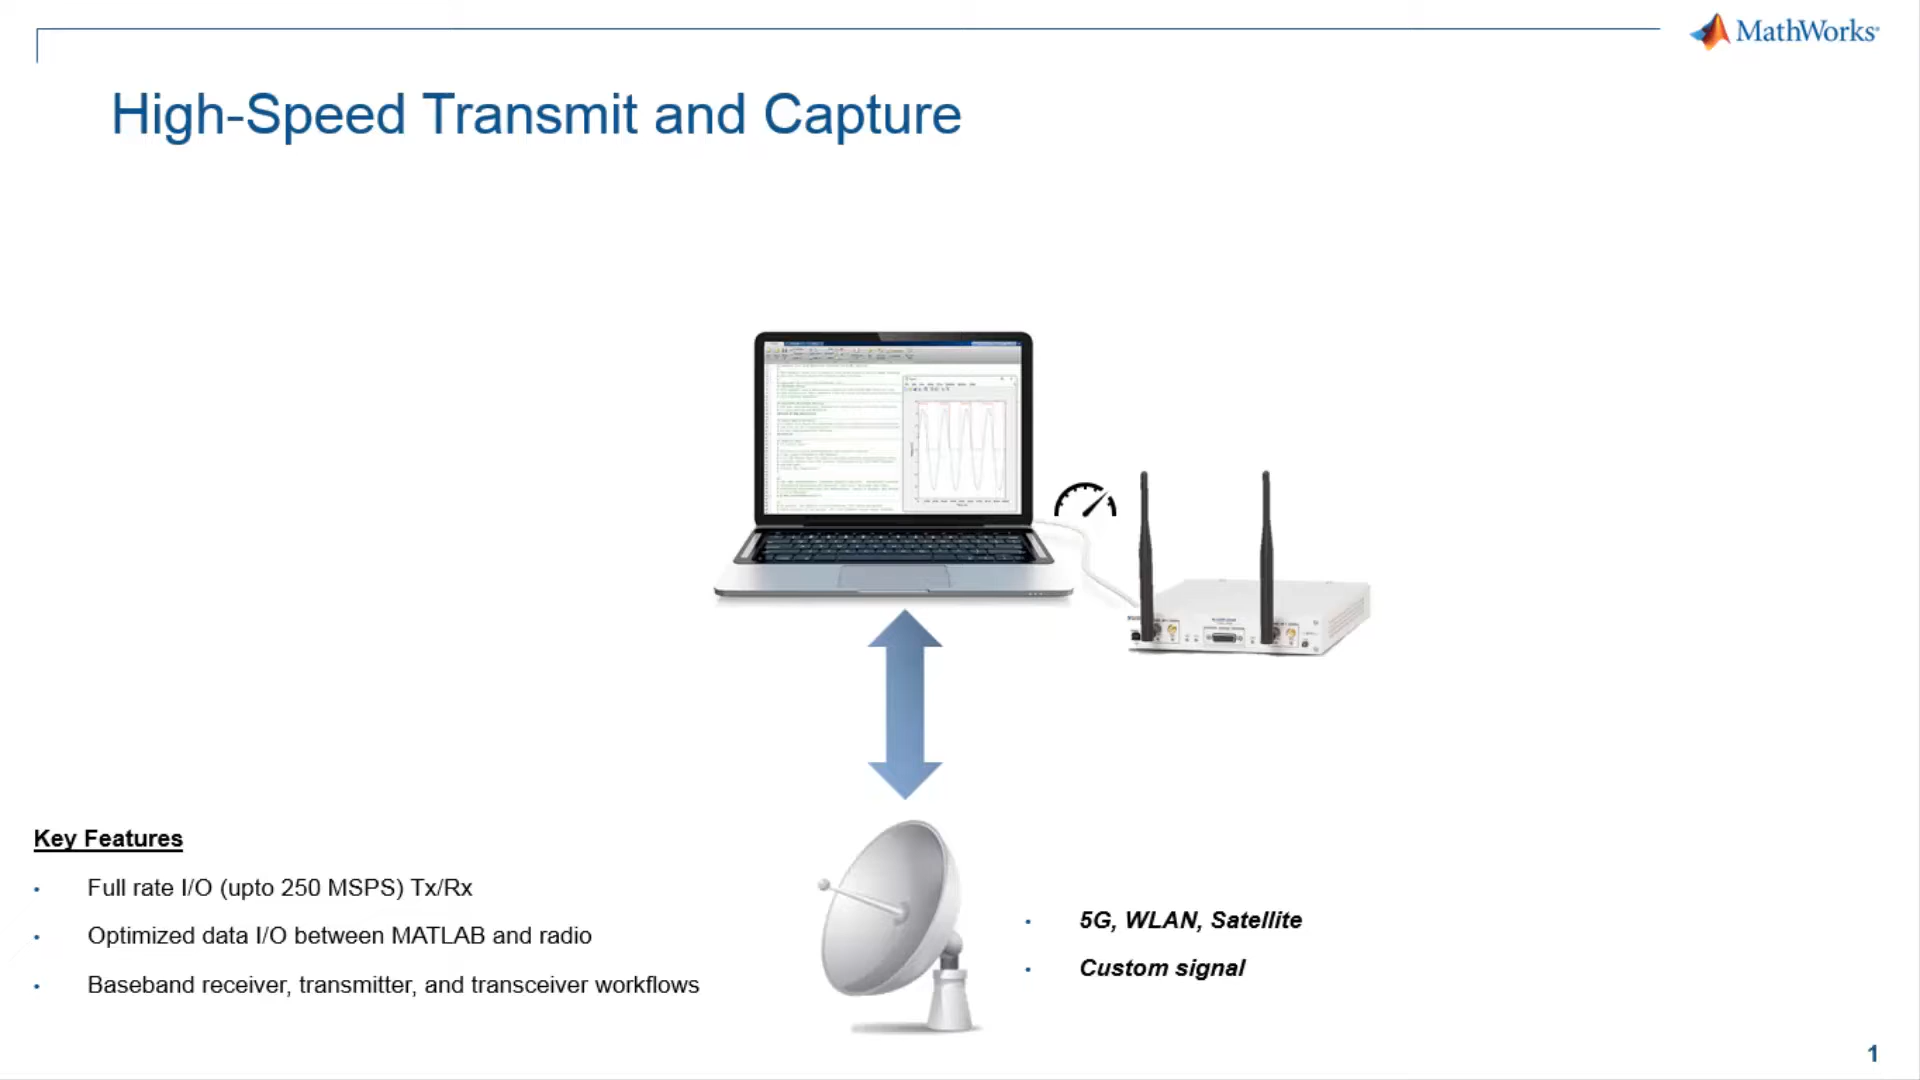 MathWorks®
High-Speed Transmit and Capture
Key Features
• Full rate I/O (upto 250 MSPS) Tx/Rx
• Optimized data I/O between MATLAB and radio
• Baseband receiver, transmitter, and transceiver workflows
• 5G, WLAN, Satellite
• Custom signal
1